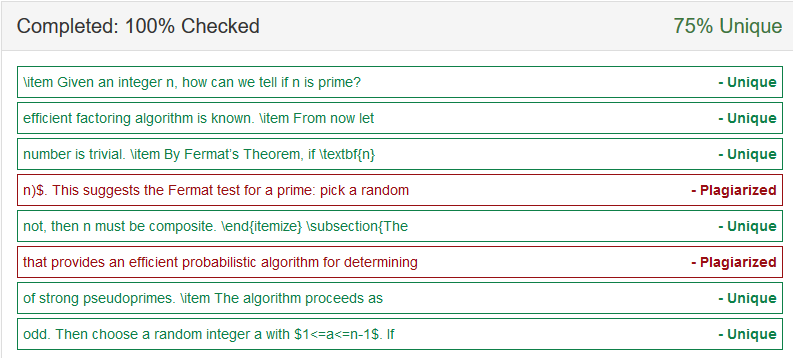 Completed: 100% Checked
75% Unique
\item Given an integer n, how can we tell if n is prime?
- Unique
efficient factoring algorithm is known. \item From now let
- Unique
number is trivial. \item By Fermat's Theorem, if \textbf{n}
- Unique
n)$. This suggests the Fermat test for a prime: pick a random
- Plagiarized
not, then n must be composite. \end{itemize} \subsection{The
- Unique
that provides an efficient probabilistic algorithm for determining
- Plagiarized
of strong pseudoprimes. \item The algorithm proceeds as
- Unique
odd. Then choose a random integer a with $1<=a<=n-1$. If
- Unique